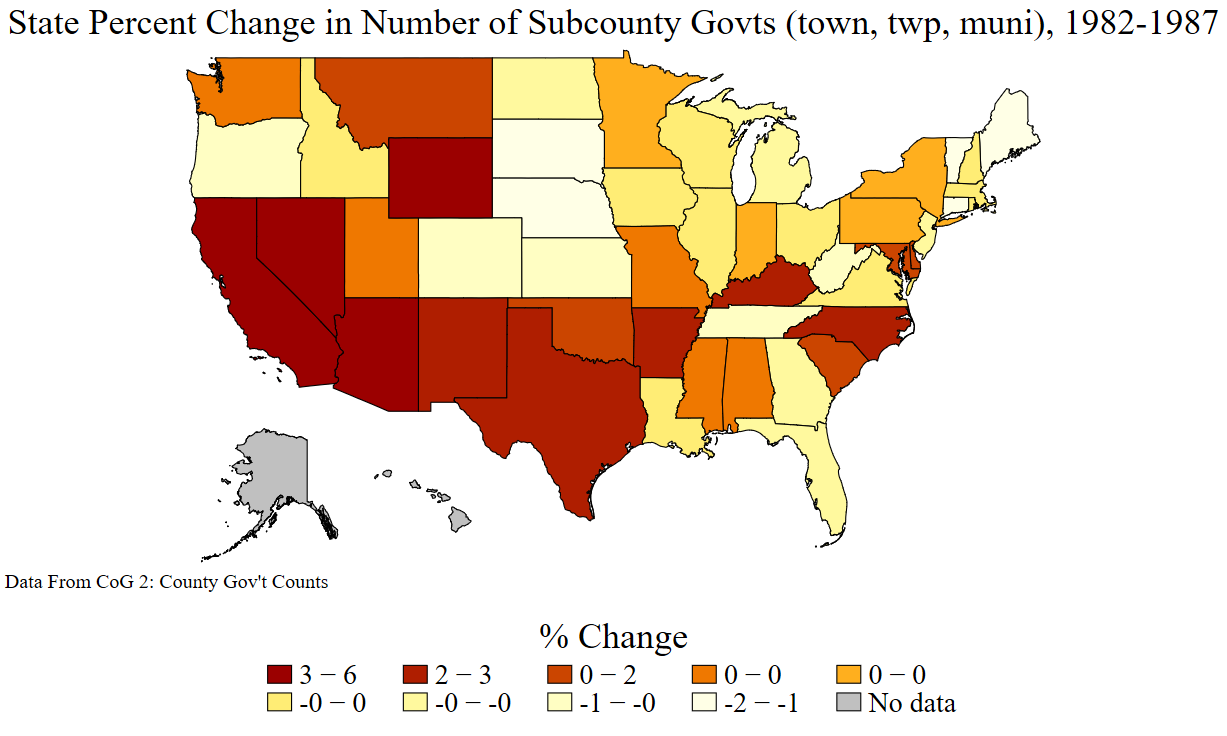 State Percent Change in Number of Subcounty Govts (town, twp, muni), 1982-1987
Data From CoG 2: County Gov't Counts
% Change
3 − 6 2 − 3 0 − 2 0 − 0 0 − 0
-0 − 0 -0 − -0 -1 − -0 -2 − -1 No data